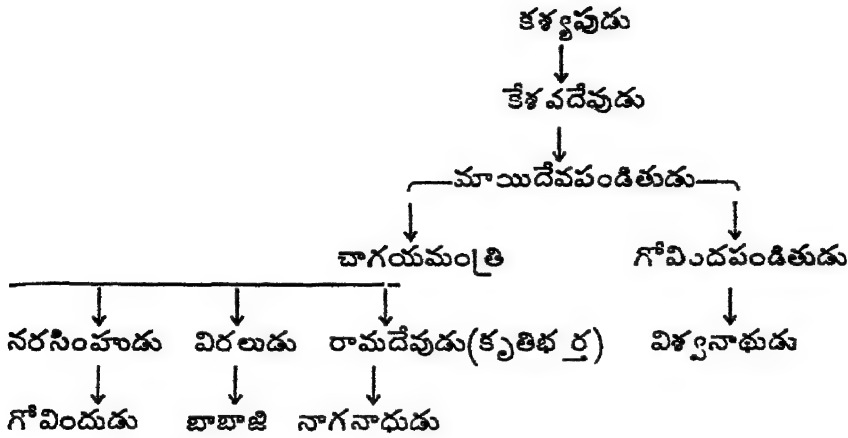 కశ్యపుడు
కేశవదేవుడు
మాయిదేవపండితుడు
చాగయమంత్రి గోవిందపండితుడు
నరసింహుడు విఠలుడు రామదేవుడు(కృతిభర్త) విశ్వనాథుడు
గోవిందుడు బాబాజి నాగనాధుడు